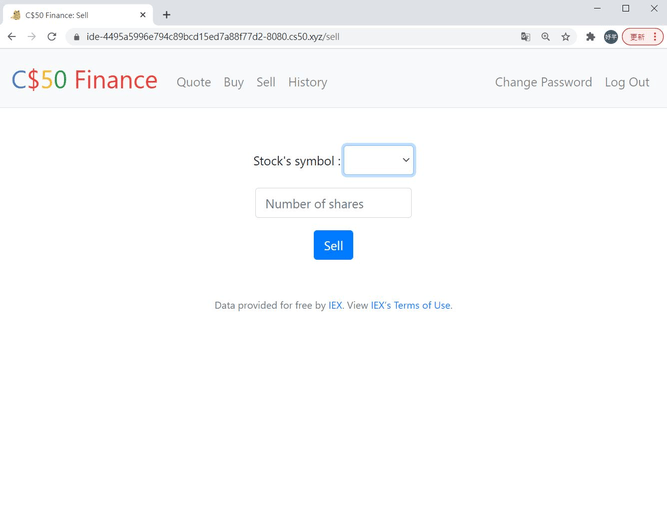 C$50 Finance: Sell
ide-4495a5996e794c89bcd15ed7a88f77d2-8080.cs50.xyz/sell
更新
C$50 Finance Quote Buy Sell History Change Password Log Out
Stock's symbol :
Number of shares
Sell
Data provided for free by IEX. View IEX's Terms of Use.